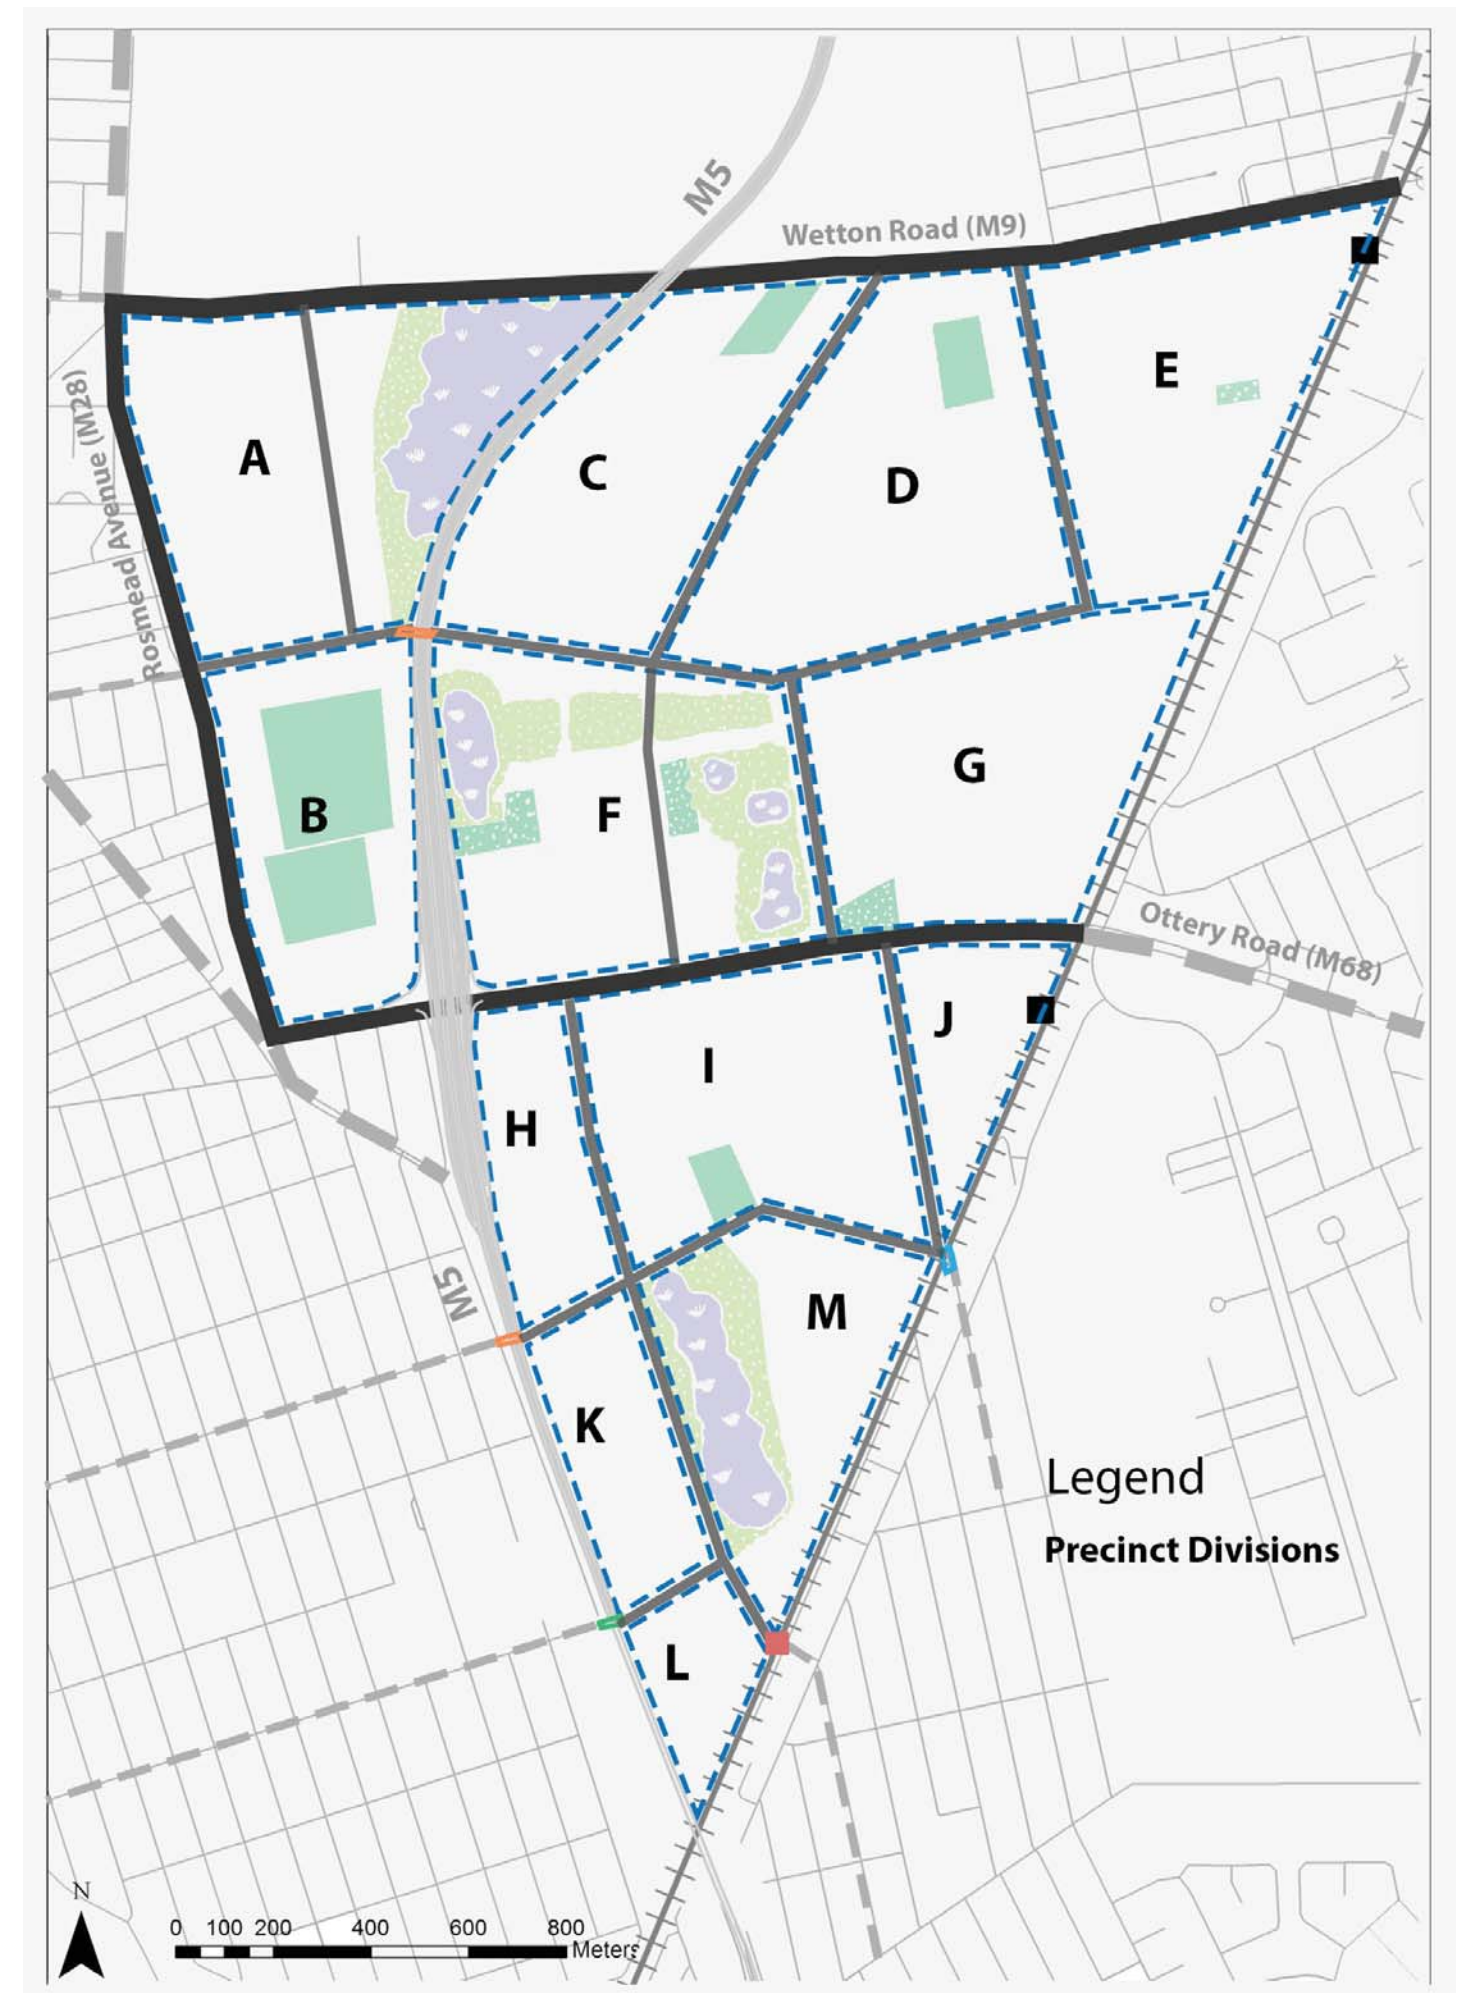 M5
Wetton Road (M9)
E
Rosmead Avenue (M28)
A
C
D
B
F
G
Ottery Road (M68)
J
I
H
M5
M
K
Legend
Precinct Divisions
L
N
0 100 200 400 600 800
Meters